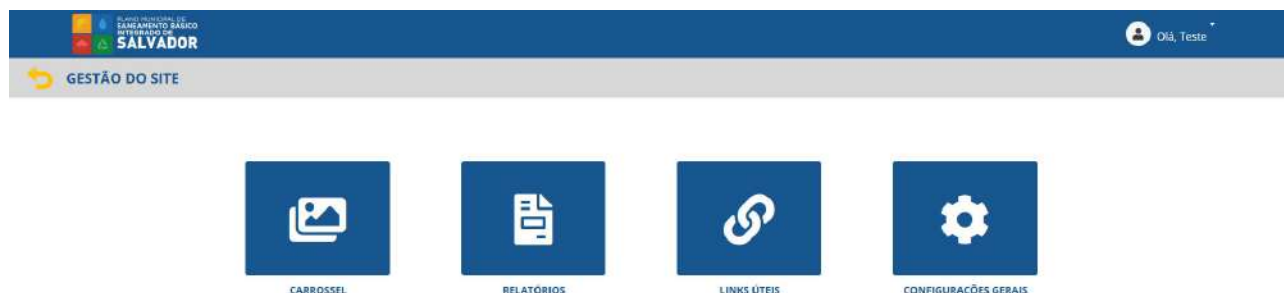 PLANO MUNICIPAL DE
SANEAMENTO BÁSICO
INTEGRADO DE
SALVADOR
Olá, Teste
GESTÃO DO SITE
CARROSSEL
RELATÓRIOS
LINKS ÚTEIS
CONFIGURAÇÕES GERAIS